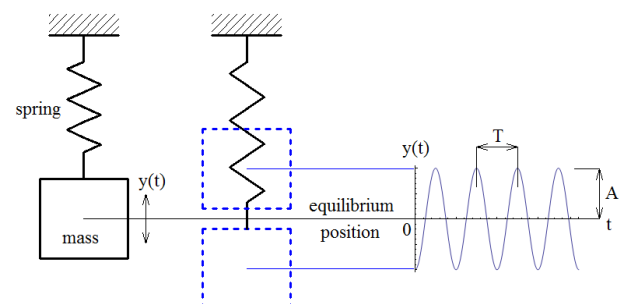 spring
y(t)
mass
equilibrium
position
y(t)
T
A
0
t